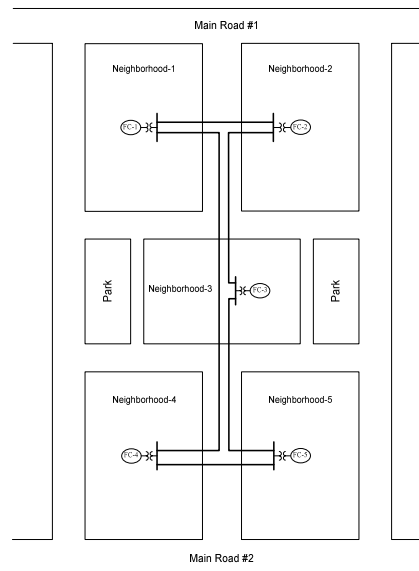 Main Road #1
Neighborhood-1
Neighborhood-2
FC-1
FC-2
Park
Neighborhood-3
FC-3
Park
Neighborhood-4
Neighborhood-5
FC-4
FC-5
Main Road #2